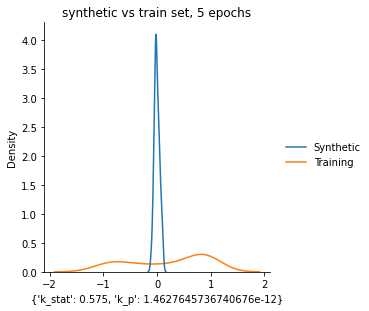 synthetic vs train set, 5 epochs
4.0
3.5
3.0
2.5
2.0
1.5
1.0
0.5
0.0
Density
−2
−1
0
1
2
{'k_stat': 0.575, 'k_p': 1.4627645736740676e-12}
Synthetic
Training